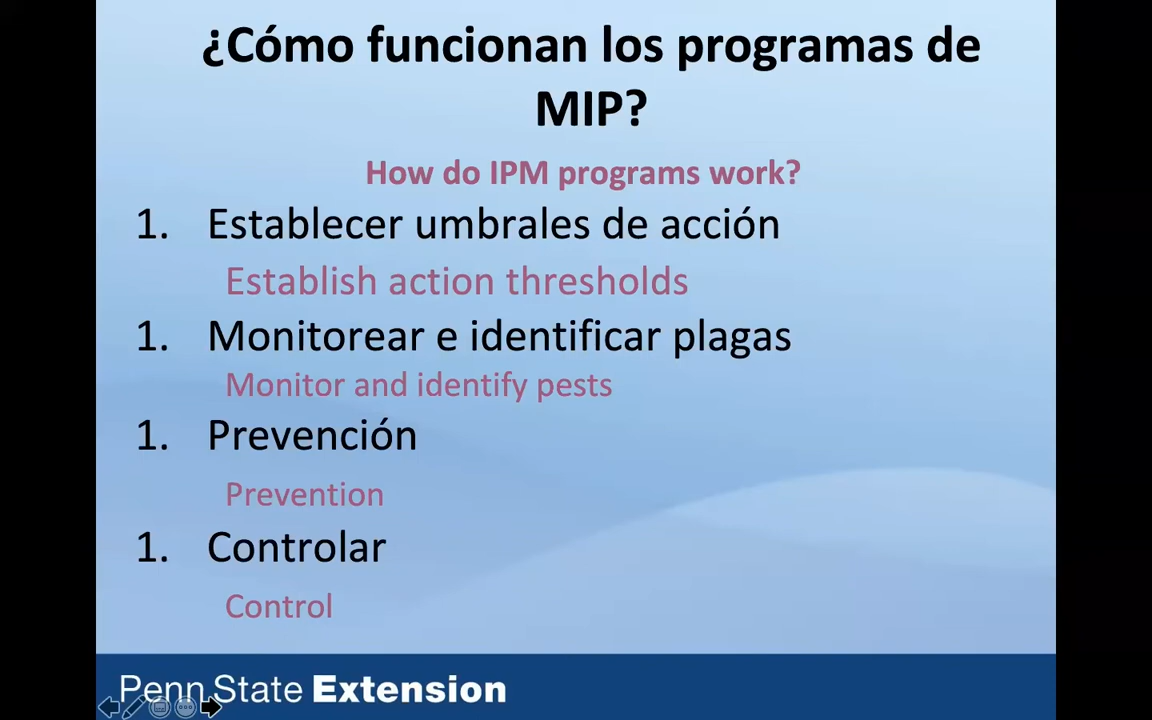 ¿Cómo funcionan los programas de
MIP?
How do IPM programs work?
1. Establecer umbrales de acción
Establish action thresholds
1. Monitorear e identificar plagas
Monitor and identify pests
1. Prevención
Prevention
1. Controlar
Control
Penn State Extension